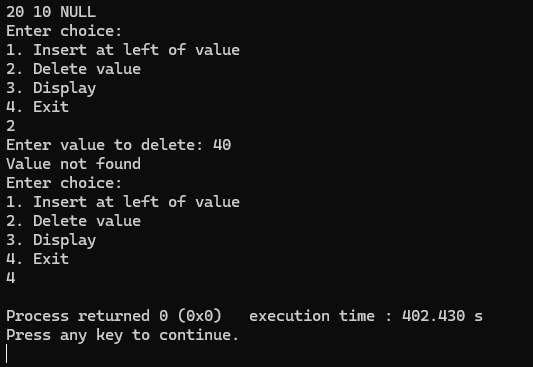 20 10 NULL
Enter choice:
1. Insert at left of value
2. Delete value
3. Display
4. Exit
2
Enter value to delete: 40
Value not found
Enter choice:
1. Insert at left of value
2. Delete value
3. Display
4. Exit
4

Process returned 0 (0x0)   execution time : 402.430 s
Press any key to continue.